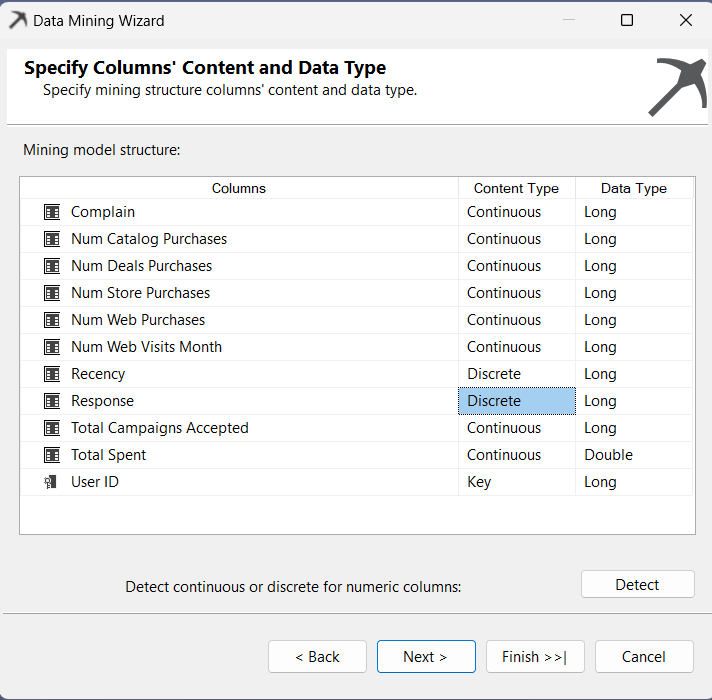 Data Mining Wizard
Specify Columns' Content and Data Type
Specify mining structure columns' content and data type.
Mining model structure:
Columns Content Type Data Type
Complain Continuous Long
Num Catalog Purchases Continuous Long
Num Deals Purchases Continuous Long
Num Store Purchases Continuous Long
Num Web Purchases Continuous Long
Num Web Visits Month Continuous Long
Recency Discrete Long
Response Discrete Long
Total Campaigns Accepted Continuous Long
Total Spent Continuous Double
User ID Key Long
Detect continuous or discrete for numeric columns: Detect
< Back Next > Finish >>| Cancel